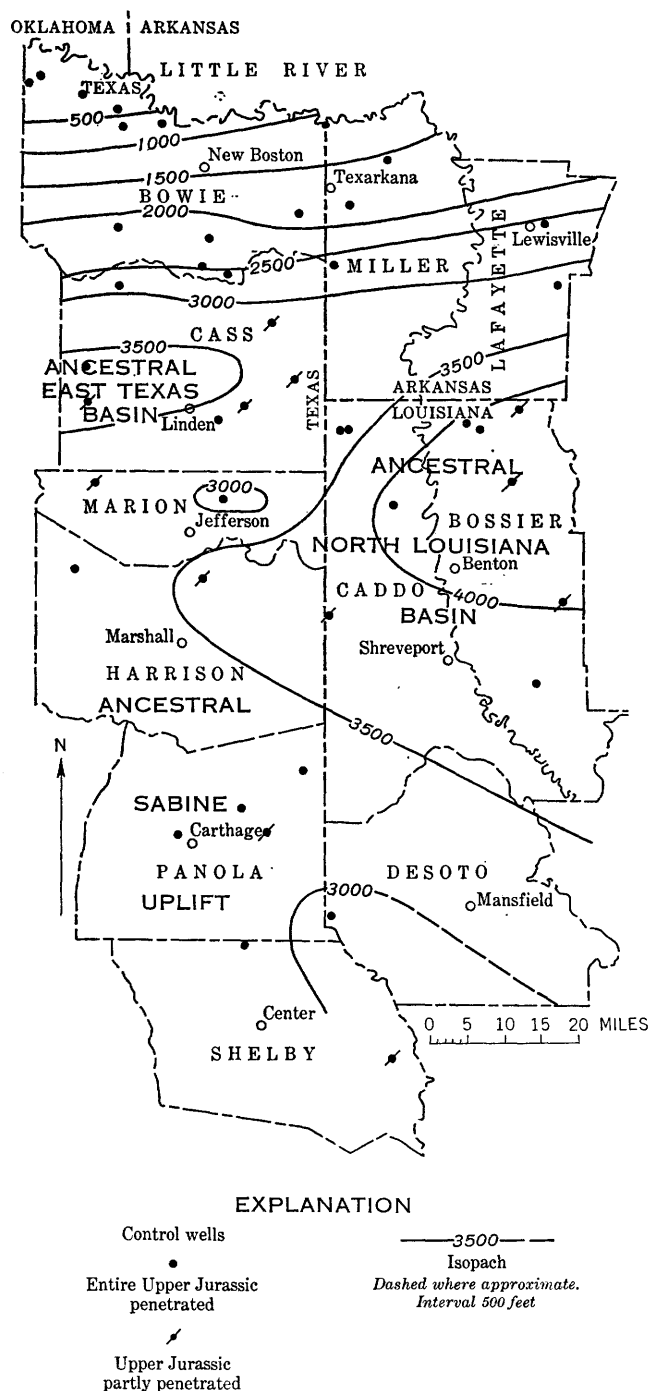 OKLAHOMA ARKANSAS
LITTLE RIVER
TEXAS
500
1000
New Boston
1500
Texarkana
BOWIE
2000
Lewisville
2500
MILLER
LAFAYETTE
3000
CASS
3500
3500
ANCESTRAL
EAST TEXAS
BASIN
Linden
TEXAS
ARKANSAS
LOUISIANA
ANCESTRAL
3000
MARION
Jefferson
BOSSIER
NORTH LOUISIANA
Benton
CADDO
4000
BASIN
Marshall
Shreveport
HARRISON
ANCESTRAL
3500
N
SABINE
Carthage
PANOLA
DESOTO
UPLIFT
3000
Mansfield
Center
0 5 10 15 20 MILES
SHELBY
EXPLANATION
Control wells
Entire Upper Jurassic
penetrated
Upper Jurassic
partly penetrated
3500
Isopach
Dashed where approximate.
Interval 500 feet